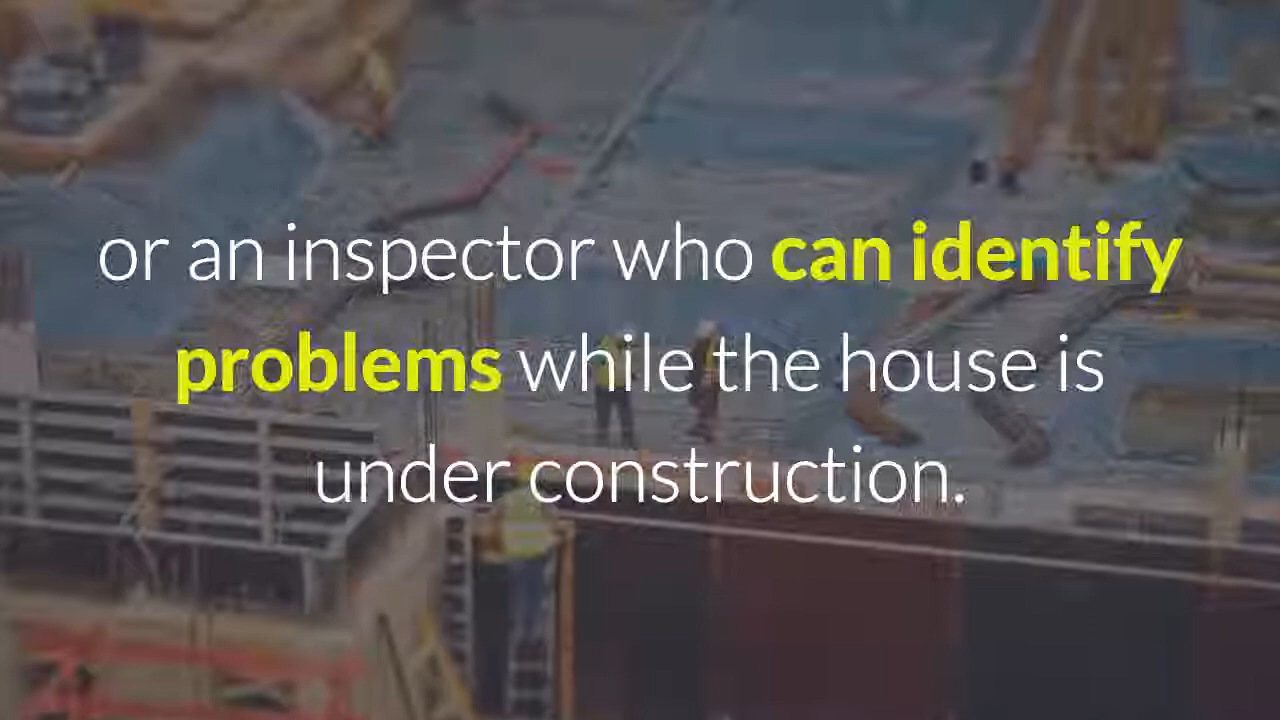 or an inspector who can identify
problems while the house is
under construction.